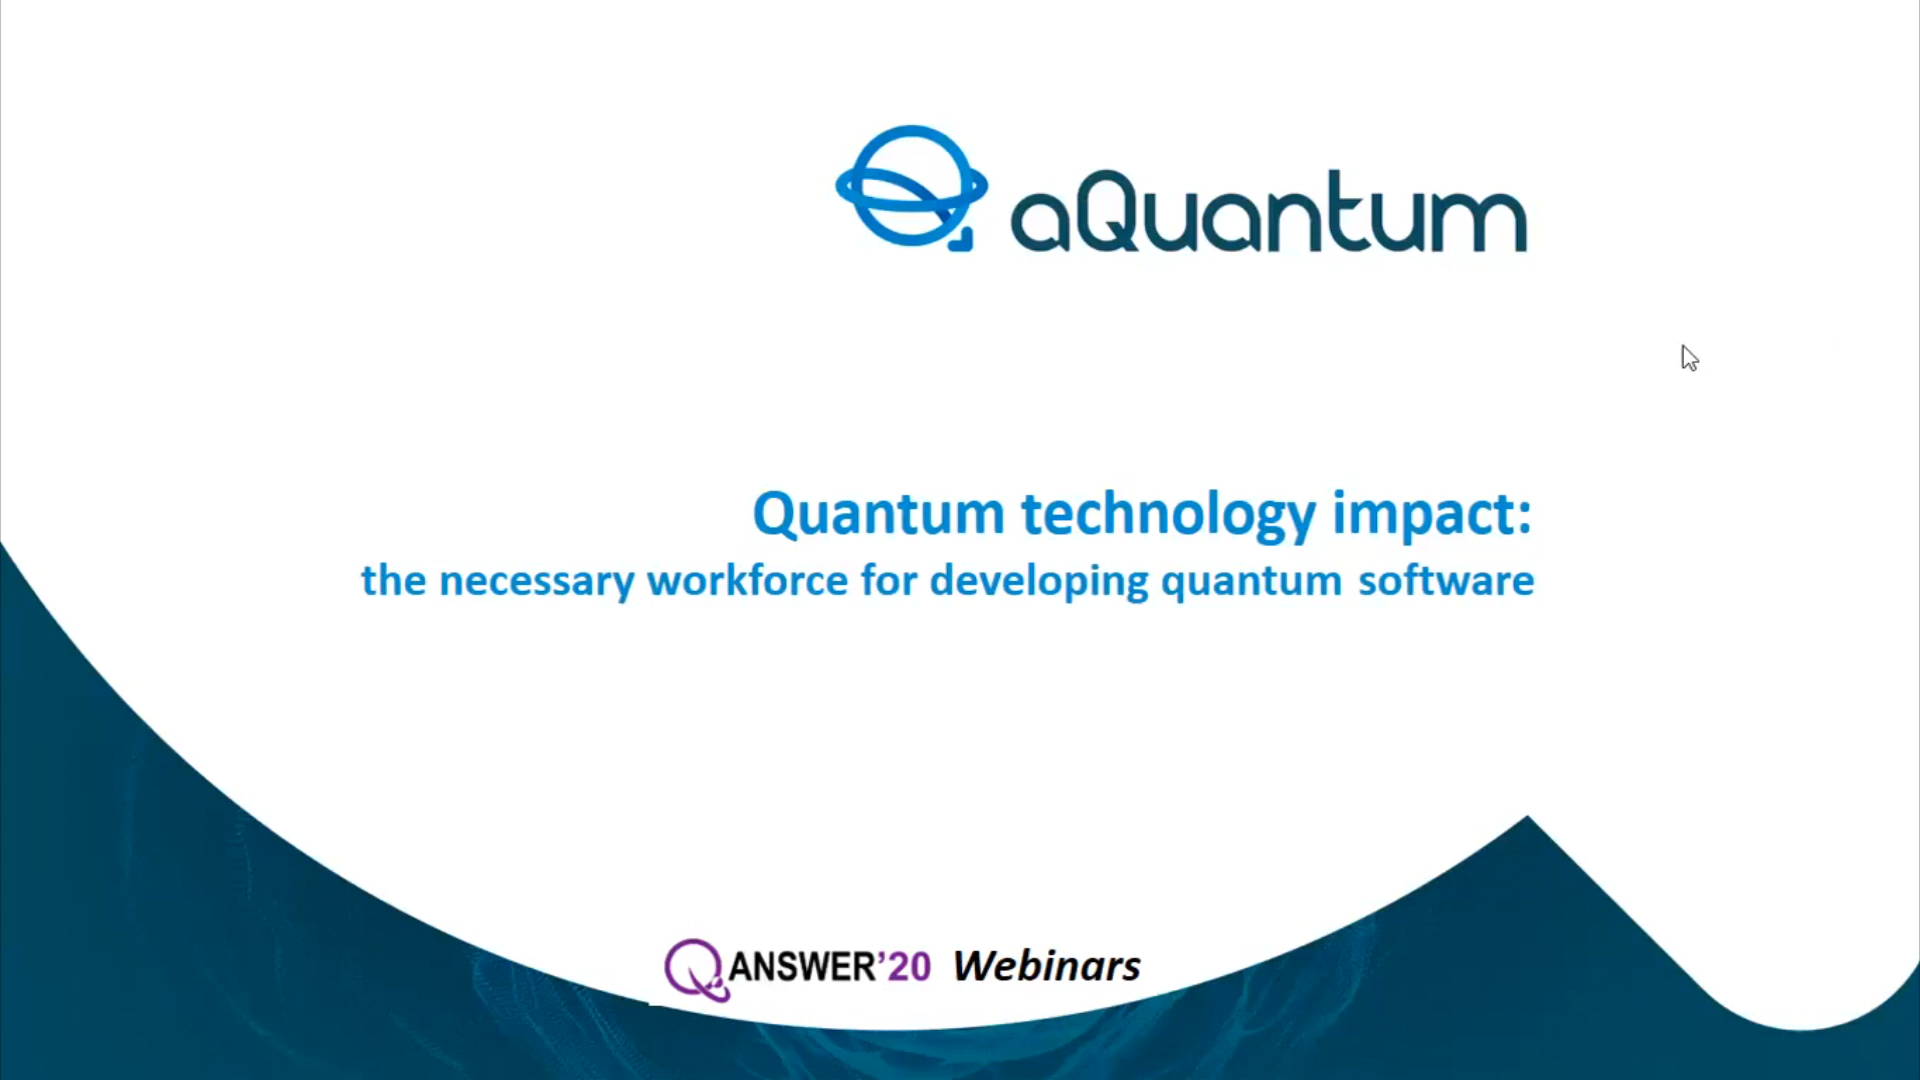 aQuantum
Quantum technology impact:
the necessary workforce for developing quantum software
QANSWER'20 Webinars